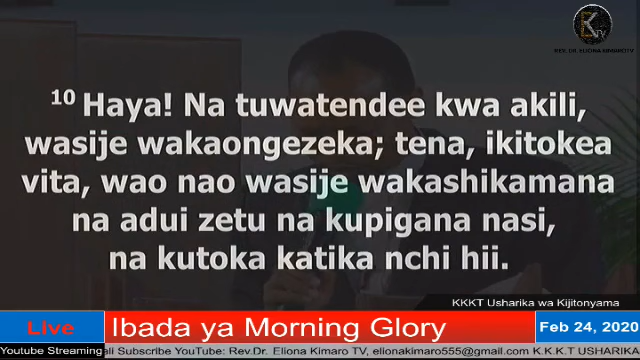 K
TV
REV. DR. ELIONA KIMAROTV
10 Haya! Na tuwatendee kwa akili,
wasije wakaongezeka; tena, ikitokea
vita, wao nao wasije wakashikamana
na adui zetu na kupigana nasi,
na kutoka katika nchi hii.
KKKT Usharika wa Kijitonyama
Live
Ibada ya Morning Glory
Feb 24, 2020
Youtube Streaming
ali Subscribe YouTube: Rev.Dr. Eliona Kimaro TV, elionakimaro555@gmail.com K.K.K.T USHARIKA